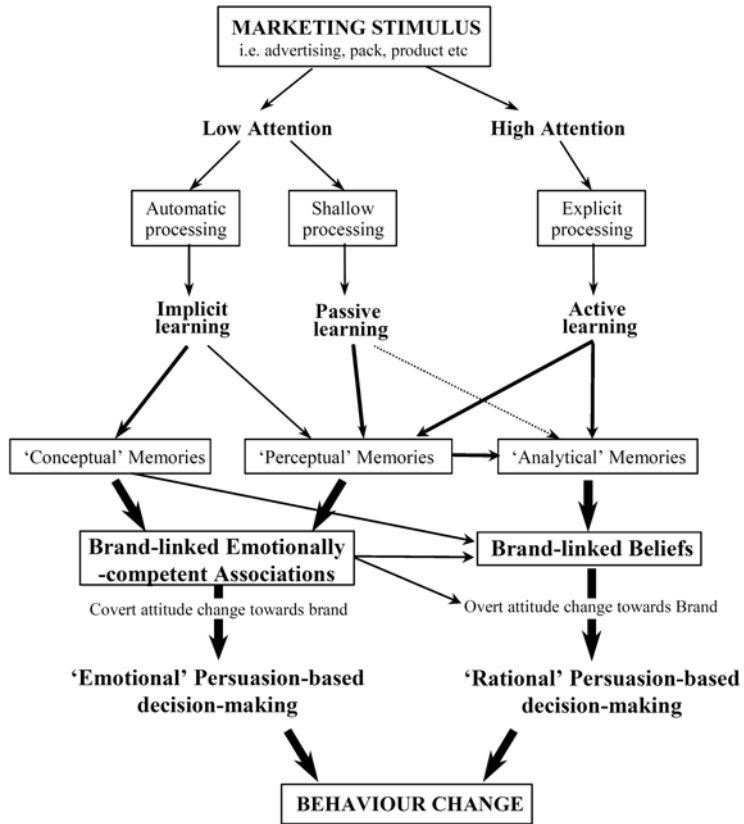 MARKETING STIMULUS
i.e. advertising, pack, product etc
Low Attention
High Attention
Automatic
processing
Shallow
processing
Explicit
processing
Implicit
learning
Passive
learning
Active
learning
‘Conceptual’ Memories
‘Perceptual’ Memories
‘Analytical’ Memories
Brand-linked Emotionally
-competent Associations
Brand-linked Beliefs
Covert attitude change towards brand
Overt attitude change towards Brand
‘Emotional’ Persuasion-based
decision-making
‘Rational’ Persuasion-based
decision-making
BEHAVIOUR CHANGE